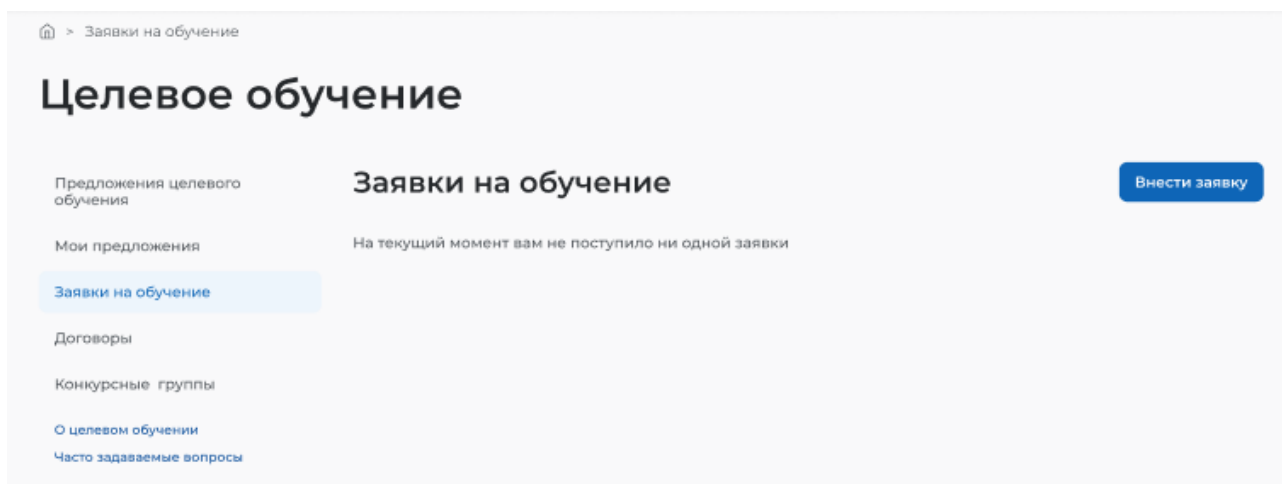 > Заявки на обучение
Целевое обучение
Предложения целевого
обучения
Мои предложения
Заявки на обучение
Договоры
Конкурсные группы
О целевом обучении
Часто задаваемые вопросы
Заявки на обучение
Внести заявку
На текущий момент вам не поступило ни одной заявки